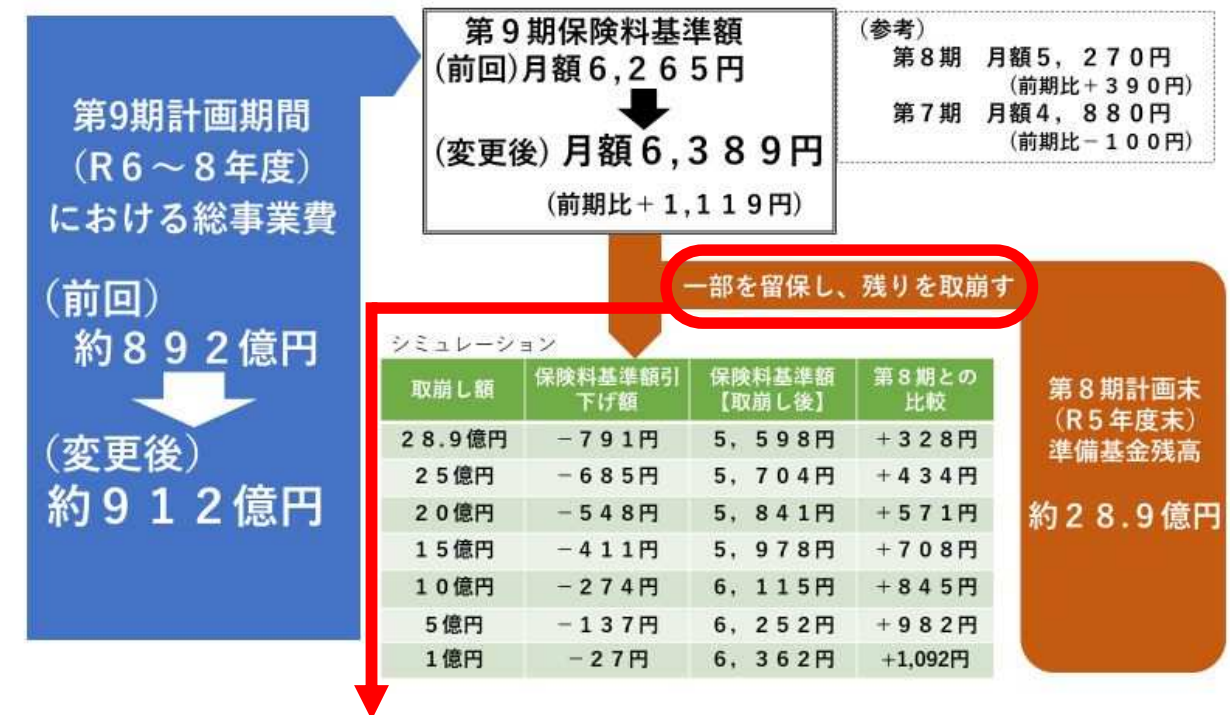 第9期計画期間
（R６～８年度）
における総事業費
（前回）
約８９２億円
（変更後）
約９１２億円
第９期保険料基準額
(前回)月額６,２６５円
(変更後) 月額６,３８９円
(前期比＋１,１１９円)
(参考)
第８期　月額５，２７０円
(前期比＋３９０円)
第７期　月額４，８８０円
(前期比－１００円)
一部を留保し、残りを取崩す
シミュレーション
取崩し額　保険料基準額引下げ額　保険料基準額【取崩し後】　第８期との比較
２８.９億円　－７９１円　５，５９８円　＋３２８円
２５億円　－６８５円　５，７０４円　＋４３４円
２０億円　－５４８円　５，８４１円　＋５７１円
１５億円　－４１１円　５，９７８円　＋７０８円
１０億円　－２７４円　６，１１５円　＋８４５円
５億円　－１３７円　６，２５２円　＋９８２円
１億円　－２７円　６，３６２円　+1,092円
第８期計画末
（R５年度末）
準備基金残高
約２８.９億円